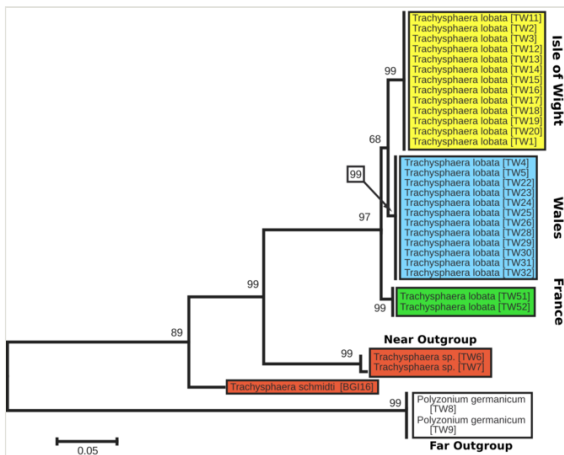 Trachysphaera lobata [TW11]
Trachysphaera lobata [TW2]
Trachysphaera lobata [TW3]
Trachysphaera lobata [TW12]
Trachysphaera lobata [TW13]
Trachysphaera lobata [TW14]
Trachysphaera lobata [TW15]
Trachysphaera lobata [TW16]
Trachysphaera lobata [TW17]
Trachysphaera lobata [TW18]
Trachysphaera lobata [TW19]
Trachysphaera lobata [TW20]
Trachysphaera lobata [TW1]
Isle of Wight
99
68
Trachysphaera lobata [TW4]
Trachysphaera lobata [TW5]
Trachysphaera lobata [TW22]
Trachysphaera lobata [TW23]
Trachysphaera lobata [TW24]
Trachysphaera lobata [TW25]
Trachysphaera lobata [TW26]
Trachysphaera lobata [TW28]
Trachysphaera lobata [TW29]
Trachysphaera lobata [TW30]
Trachysphaera lobata [TW31]
Trachysphaera lobata [TW32]
Wales
99
97
99
Trachysphaera lobata [TW51]
Trachysphaera lobata [TW52]
France
99
89
Near Outgroup
99
Trachysphaera sp. [TW6]
Trachysphaera sp. [TW7]
Trachysphaera schmidti [BGI16]
99
Polyzonium germanicum
[TW8]
Polyzonium germanicum
[TW9]
Far Outgroup
0.05